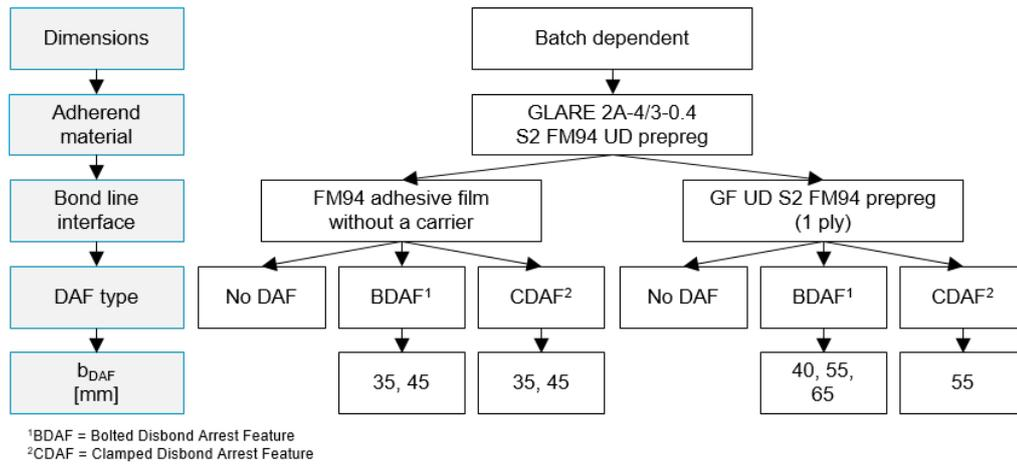 Dimensions
Batch dependent
Adherend
material
GLARE 2A-4/3-0.4
S2 FM94 UD prepreg
Bond line
interface
FM94 adhesive film
without a carrier
GF UD S2 FM94 prepreg
(1 ply)
DAF type
No DAF
BDAF¹
CDAF²
No DAF
BDAF¹
CDAF²
b_DAF
[mm]
35, 45
35, 45
40, 55,
65
55
¹BDAF = Bolted Disbond Arrest Feature
²CDAF = Clamped Disbond Arrest Feature